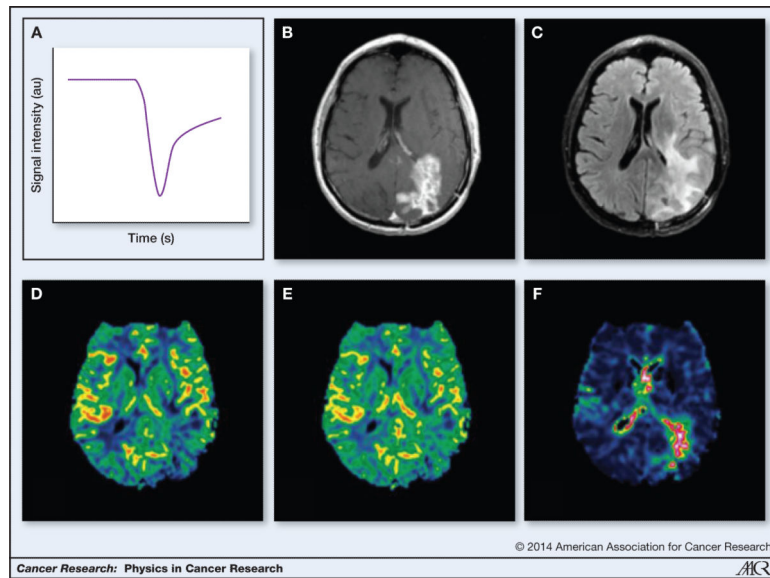 A
Signal intensity (au)
Time (s)
B
C
D
E
F
© 2014 American Association for Cancer Research
Cancer Research: Physics in Cancer Research
AACR